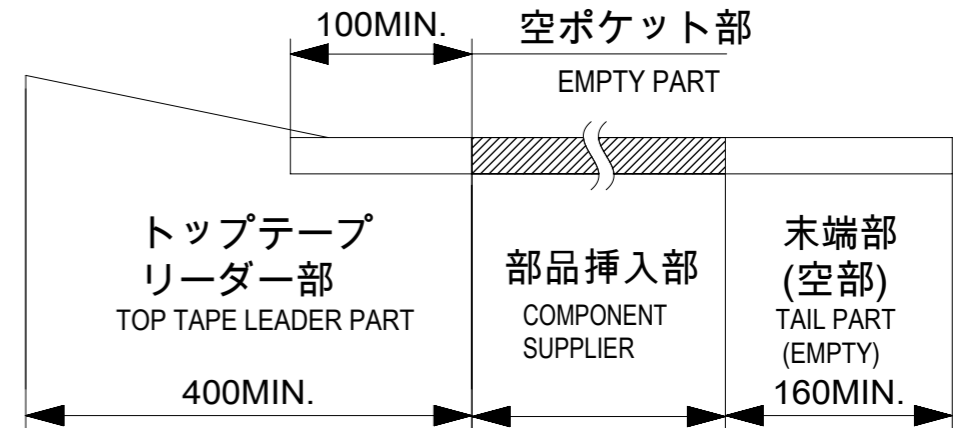 100MIN.
空ポケット部
EMPTY PART
トップテープ
リーダー部
TOP TAPE LEADER PART
部品挿入部
COMPONENT
SUPPLIER
末端部
(空部)
TAIL PART
(EMPTY)
400MIN.
160MIN.